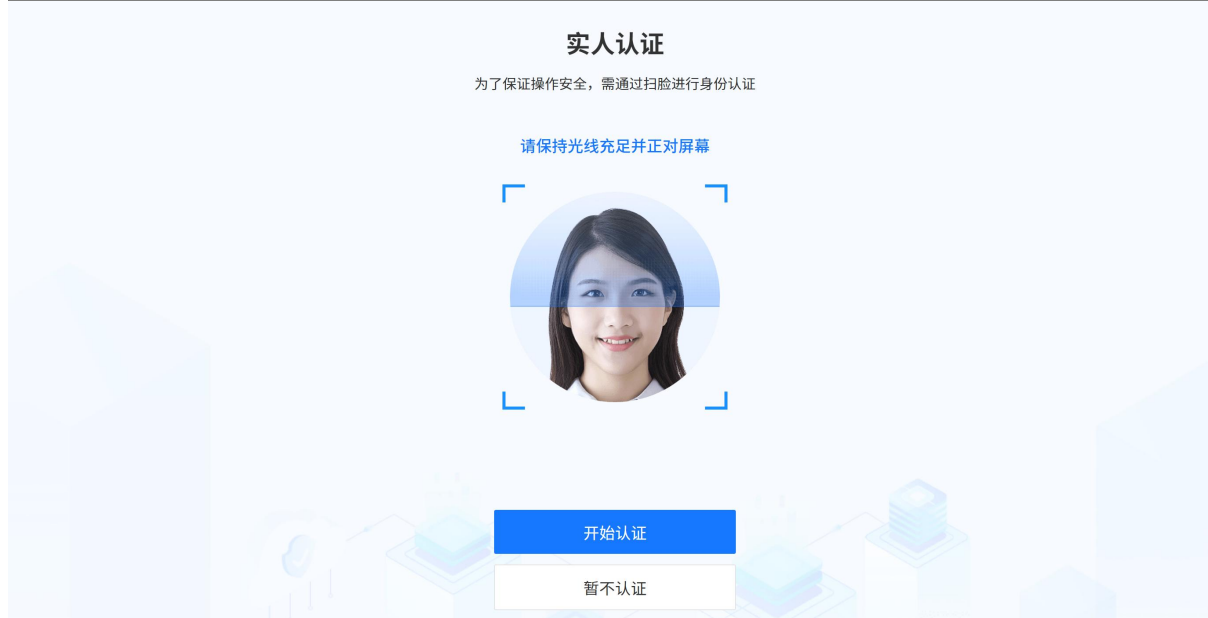 实人认证
为了保证操作安全，需通过扫脸进行身份认证
请保持光线充足并正对屏幕
开始认证
暂不认证